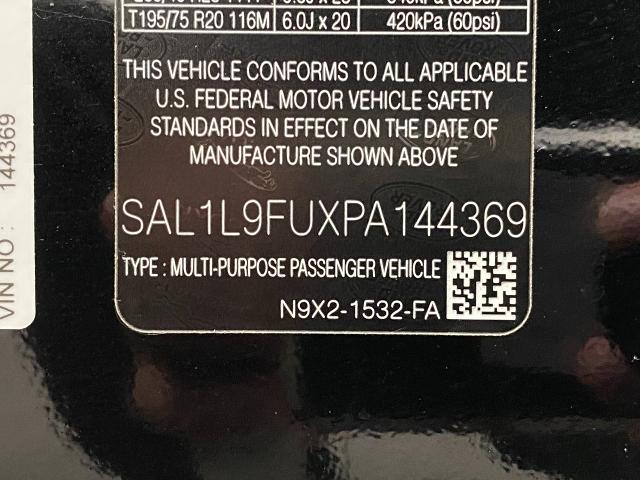 T195/75 R20 116M 6.0J x 20 420kPa (60psi)
THIS VEHICLE CONFORMS TO ALL APPLICABLE
U.S. FEDERAL MOTOR VEHICLE SAFETY
STANDARDS IN EFFECT ON THE DATE OF
MANUFACTURE SHOWN ABOVE
SAL1L9FUXPA144369
TYPE : MULTI-PURPOSE PASSENGER VEHICLE
N9X2-1532-FA
VIN NO : 144369